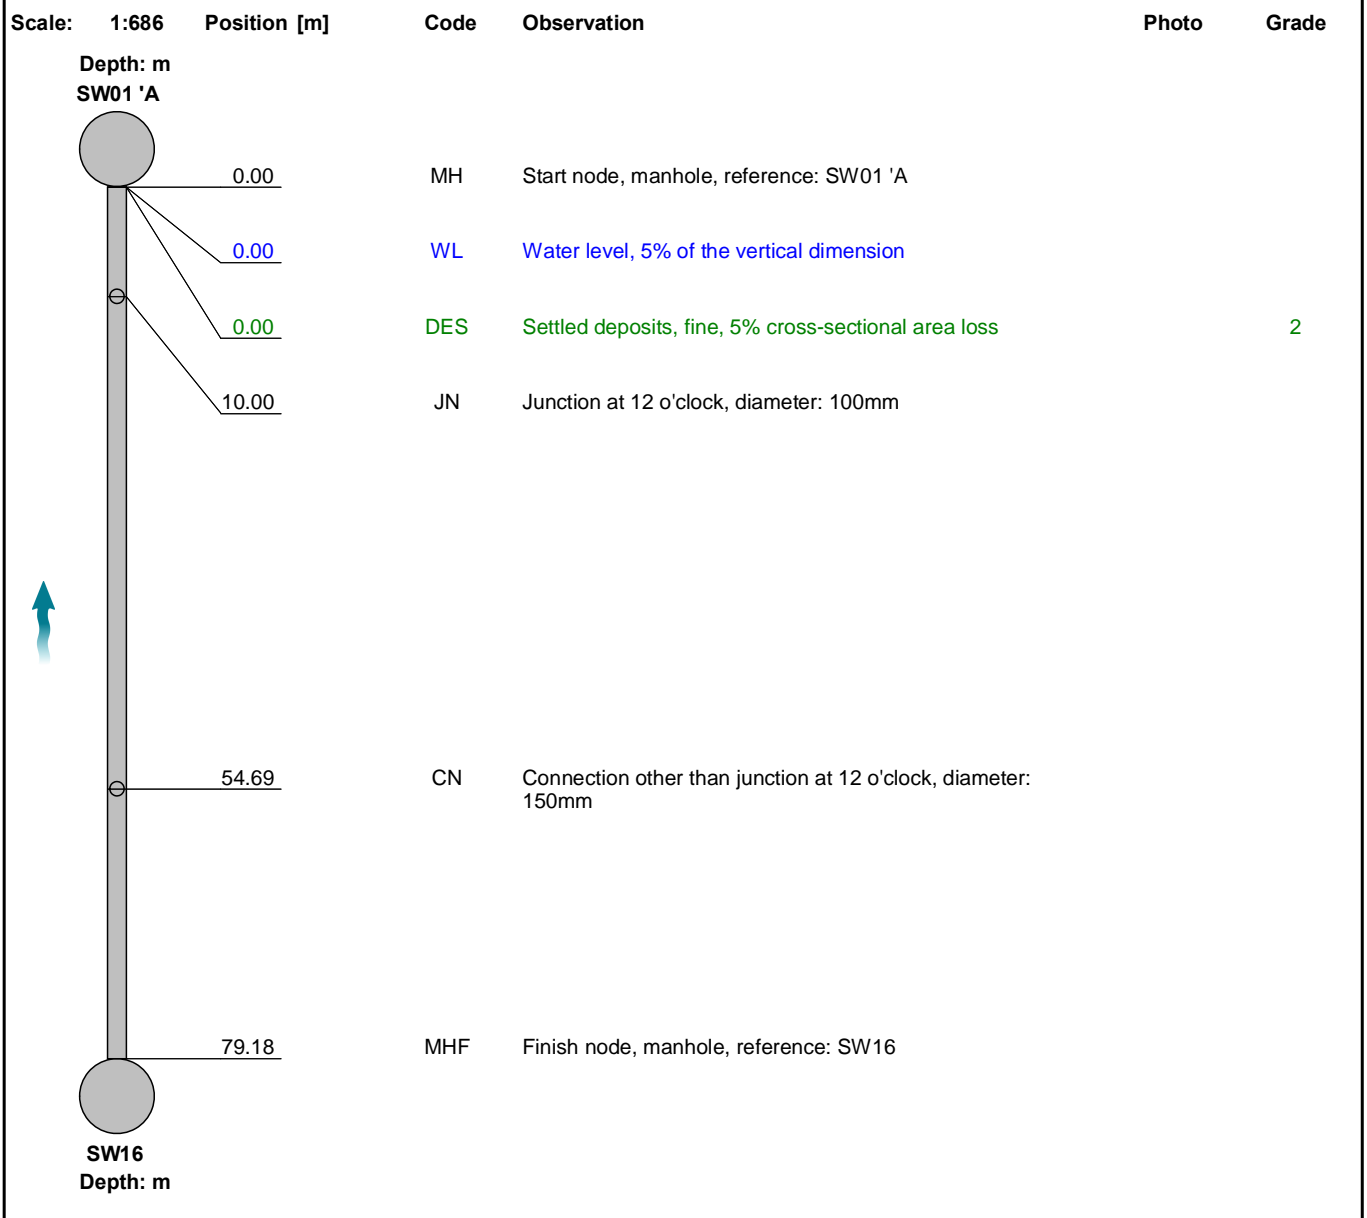 Scale: 1:686 Position [m] Code Observation Photo Grade
Depth: m
SW01 'A
0.00 MH Start node, manhole, reference: SW01 'A
0.00 WL Water level, 5% of the vertical dimension
0.00 DES Settled deposits, fine, 5% cross-sectional area loss 2
10.00 JN Junction at 12 o'clock, diameter: 100mm
54.69 CN Connection other than junction at 12 o'clock, diameter:
150mm
79.18 MHF Finish node, manhole, reference: SW16
SW16
Depth: m